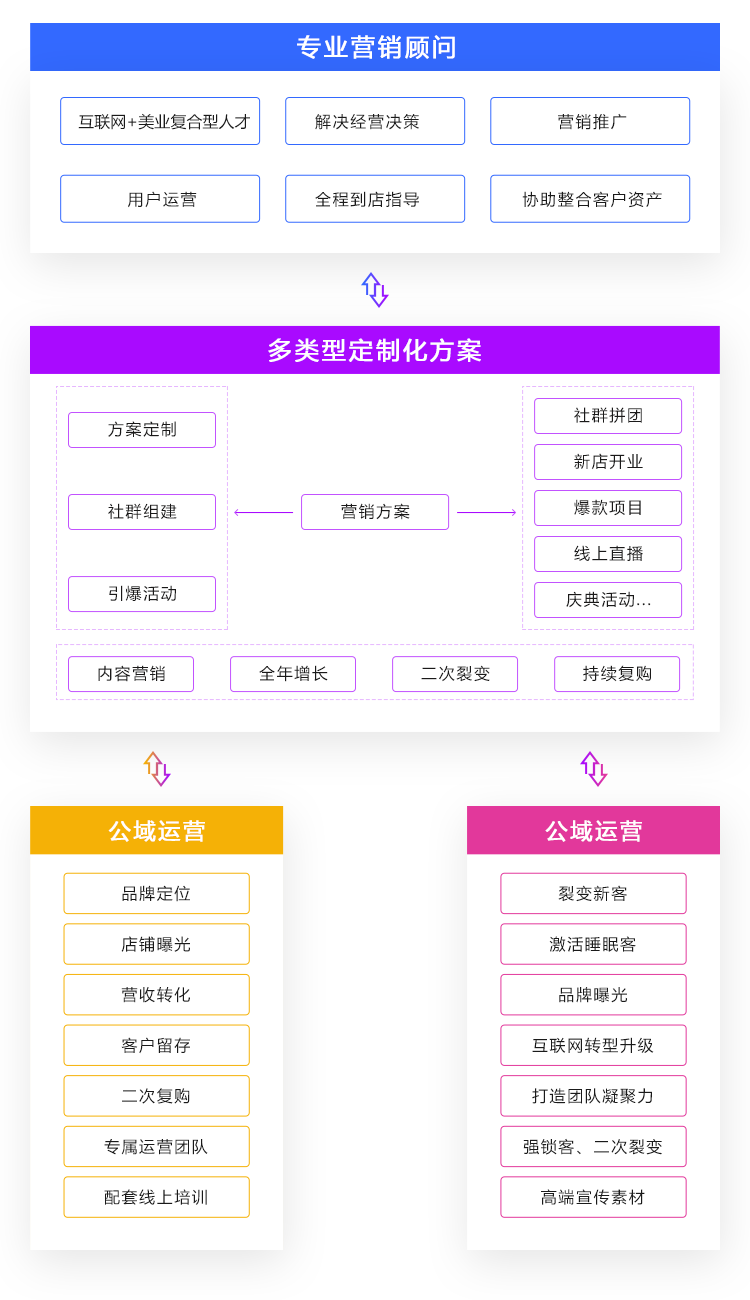 专业营销顾问
互联网+美业复合型人才
解决经营决策
营销推广
用户运营
全程到店指导
协助整合客户资产
多类型定制化方案
方案定制
社群组建
引爆活动
营销方案
社群拼团
新店开业
爆款项目
线上直播
庆典活动...
内容营销
全年增长
二次裂变
持续复购
公域运营
品牌定位
店铺曝光
营收转化
客户留存
二次复购
专属运营团队
配套线上培训
公域运营
裂变新客
激活睡眠客
品牌曝光
互联网转型升级
打造团队凝聚力
强锁客、二次裂变
高端宣传素材